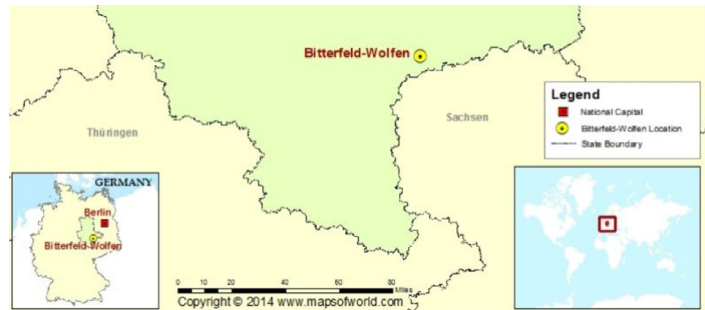 Bitterfeld-Wolfen
Thüringen
Sachsen
Legend
National Capital
Bitterfeld-Wolfen Location
State Boundary
GERMANY
Berlin
Bitterfeld-Wolfen
0 5 10 20 40 60 80
Miles
Copyright © 2014 www.mapsofworld.com